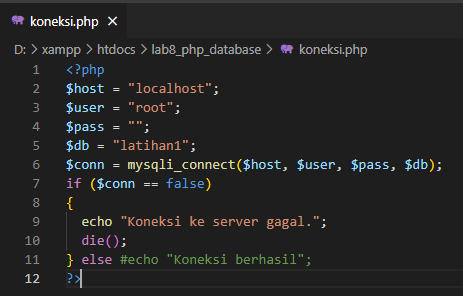 koneksi.php ×
D: > xampp > htdocs > lab8_php_database > koneksi.php
1 <?php
2 $host = "localhost";
3 $user = "root";
4 $pass = "";
5 $db = "latihan1";
6 $conn = mysqli_connect($host, $user, $pass, $db);
7 if ($conn == false)
8 {
9 echo "Koneksi ke server gagal.";
10 die();
11 } else #echo "Koneksi berhasil";
12 ?>